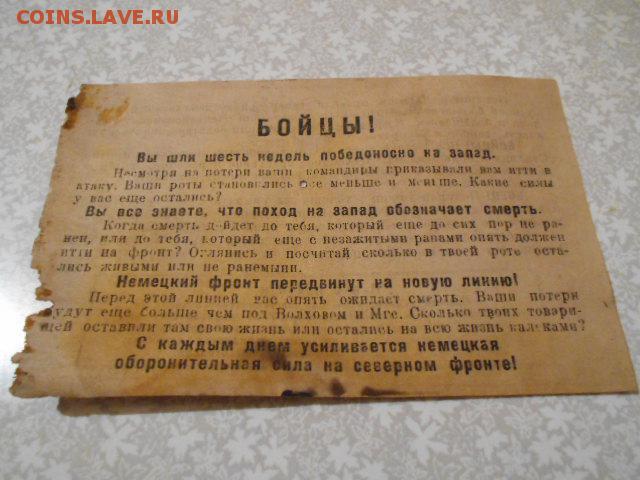 COINS.LAVE.RU
БОЙЦЫ!
Вы шли шесть недель победоносно на запад.
Несмотря на потери ваши командиры приказывали вам итти в
атаку. Ваши роты становились все меньше и меньше. Какие силы
у вас еще остались?
Вы все знаете, что поход на запад обозначает смерть.
Когда смерть дойдет до тебя, который еще до сих пор не ра-
нен, или до тебя, который еще с незажитыми ранами опять должен
итти на фронт? Оглянись и посчитай сколько в твоей роте оста-
лись живыми или не ранеными.
Немецкий фронт передвинут на новую линию!
Перед этой линией вас опять ожидает смерть. Ваши потери
будут еще больше чем под Волховом и Мге. Сколько твоих товари-
щей оставили там свою жизнь или остались на всю жизнь калеками?
С каждым днем усиливается немецкая
оборонительная сила на северном фронте!